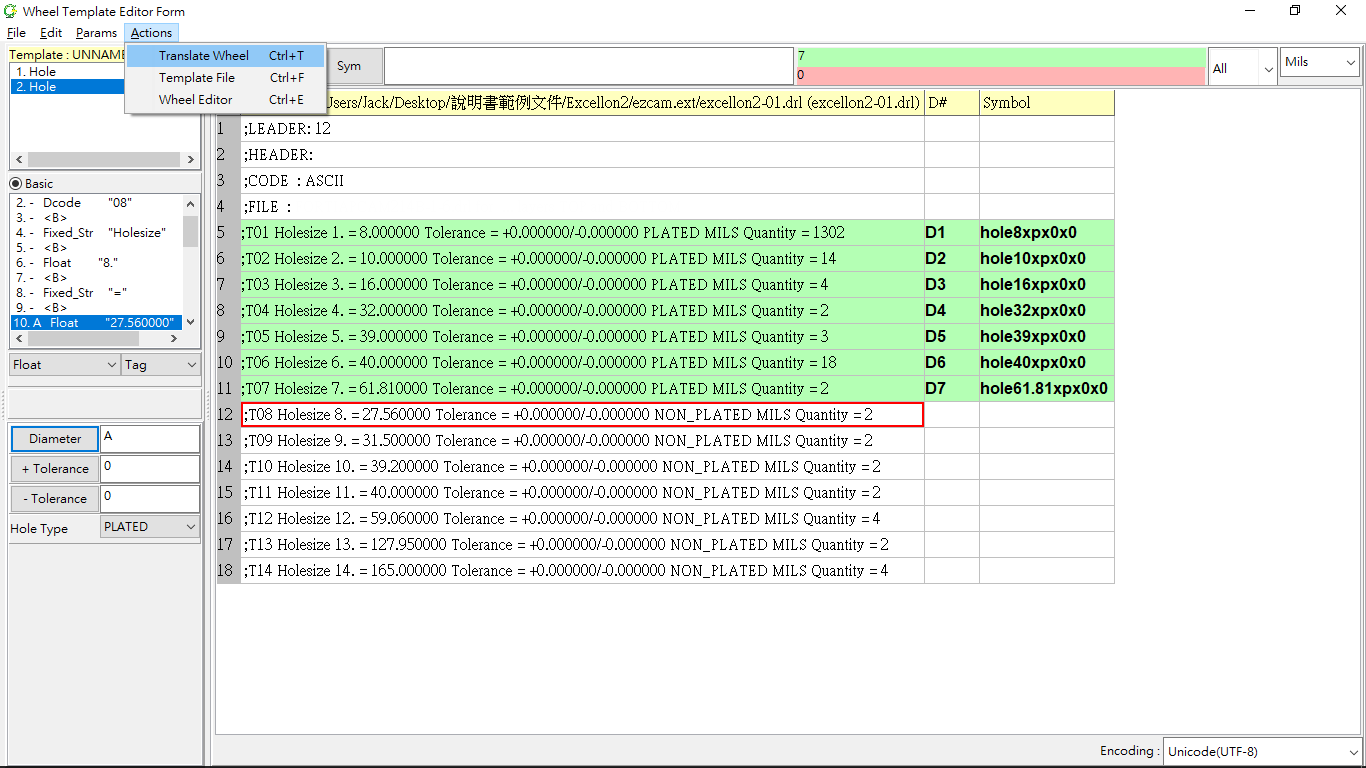 Wheel Template Editor Form
File Edit Params Actions
Template : UNNAME
1. Hole
2. Hole
Translate Wheel Ctrl+T
Template File Ctrl+F
Wheel Editor Ctrl+E
Sym
7
0
All
Mils
Basic
2. - Dcode "08"
3. - <B>
4. - Fixed_Str "Holesize"
5. - <B>
6. - Float "8."
7. - <B>
8. - Fixed_Str "="
9. - <B>
10. A Float "27.560000"
Float Tag
Diameter A
+ Tolerance 0
- Tolerance 0
Hole Type PLATED
Users/Jack/Desktop/說明書範例文件/Excellon2/ezcam.ext/excellon2-01.drl (excellon2-01.drl) D# Symbol
1 ;LEADER: 12
2 ;HEADER:
3 ;CODE : ASCII
4 ;FILE :
5 ;T01 Holesize 1. = 8.000000 Tolerance = +0.000000/-0.000000 PLATED MILS Quantity = 1302 D1 hole8xpx0x0
6 ;T02 Holesize 2. = 10.000000 Tolerance = +0.000000/-0.000000 PLATED MILS Quantity = 14 D2 hole10xpx0x0
7 ;T03 Holesize 3. = 16.000000 Tolerance = +0.000000/-0.000000 PLATED MILS Quantity = 4 D3 hole16xpx0x0
8 ;T04 Holesize 4. = 32.000000 Tolerance = +0.000000/-0.000000 PLATED MILS Quantity = 2 D4 hole32xpx0x0
9 ;T05 Holesize 5. = 39.000000 Tolerance = +0.000000/-0.000000 PLATED MILS Quantity = 3 D5 hole39xpx0x0
10 ;T06 Holesize 6. = 40.000000 Tolerance = +0.000000/-0.000000 PLATED MILS Quantity = 18 D6 hole40xpx0x0
11 ;T07 Holesize 7. = 61.810000 Tolerance = +0.000000/-0.000000 PLATED MILS Quantity = 2 D7 hole61.81xpx0x0
12 ;T08 Holesize 8. = 27.560000 Tolerance = +0.000000/-0.000000 NON_PLATED MILS Quantity = 2
13 ;T09 Holesize 9. = 31.500000 Tolerance = +0.000000/-0.000000 NON_PLATED MILS Quantity = 2
14 ;T10 Holesize 10. = 39.200000 Tolerance = +0.000000/-0.000000 NON_PLATED MILS Quantity = 2
15 ;T11 Holesize 11. = 40.000000 Tolerance = +0.000000/-0.000000 NON_PLATED MILS Quantity = 2
16 ;T12 Holesize 12. = 59.060000 Tolerance = +0.000000/-0.000000 NON_PLATED MILS Quantity = 4
17 ;T13 Holesize 13. = 127.950000 Tolerance = +0.000000/-0.000000 NON_PLATED MILS Quantity = 2
18 ;T14 Holesize 14. = 165.000000 Tolerance = +0.000000/-0.000000 NON_PLATED MILS Quantity = 4
Encoding : Unicode(UTF-8)